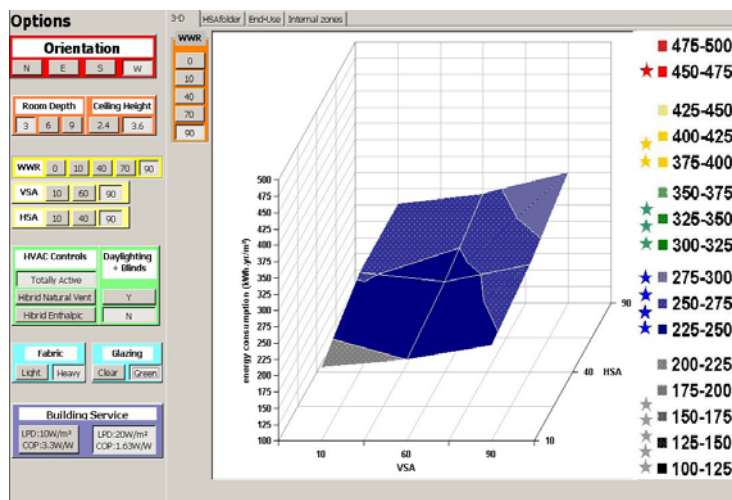 Options
Orientation
N E S W
Room Depth Ceiling Height
3 6 9 2.4 3.6
WWR 0 10 40 70 90
VSA 10 60 90
HSA 10 40 90
HVAC Controls Daylighting + Blinds
Totally Active
Hibrid Natural Vent Y
Hibrid Enthalpic N
Fabric Glazing
Light Heavy Clear Green
Building Service
LPD:10W/m² LPD:20W/m²
COP:3.3W/W COP:1.63W/W
3-D HSAfolder End-Use Internal zones
WWR
0
10
40
70
90
energy consumption (kWh.yr/m²)
500
475
450
425
400
375
350
325
300
275
250
225
200
175
150
125
100
10 60 90
VSA
10
40 HSA
90
475-500
450-475
425-450
400-425
375-400
350-375
325-350
300-325
275-300
250-275
225-250
200-225
175-200
150-175
125-150
100-125